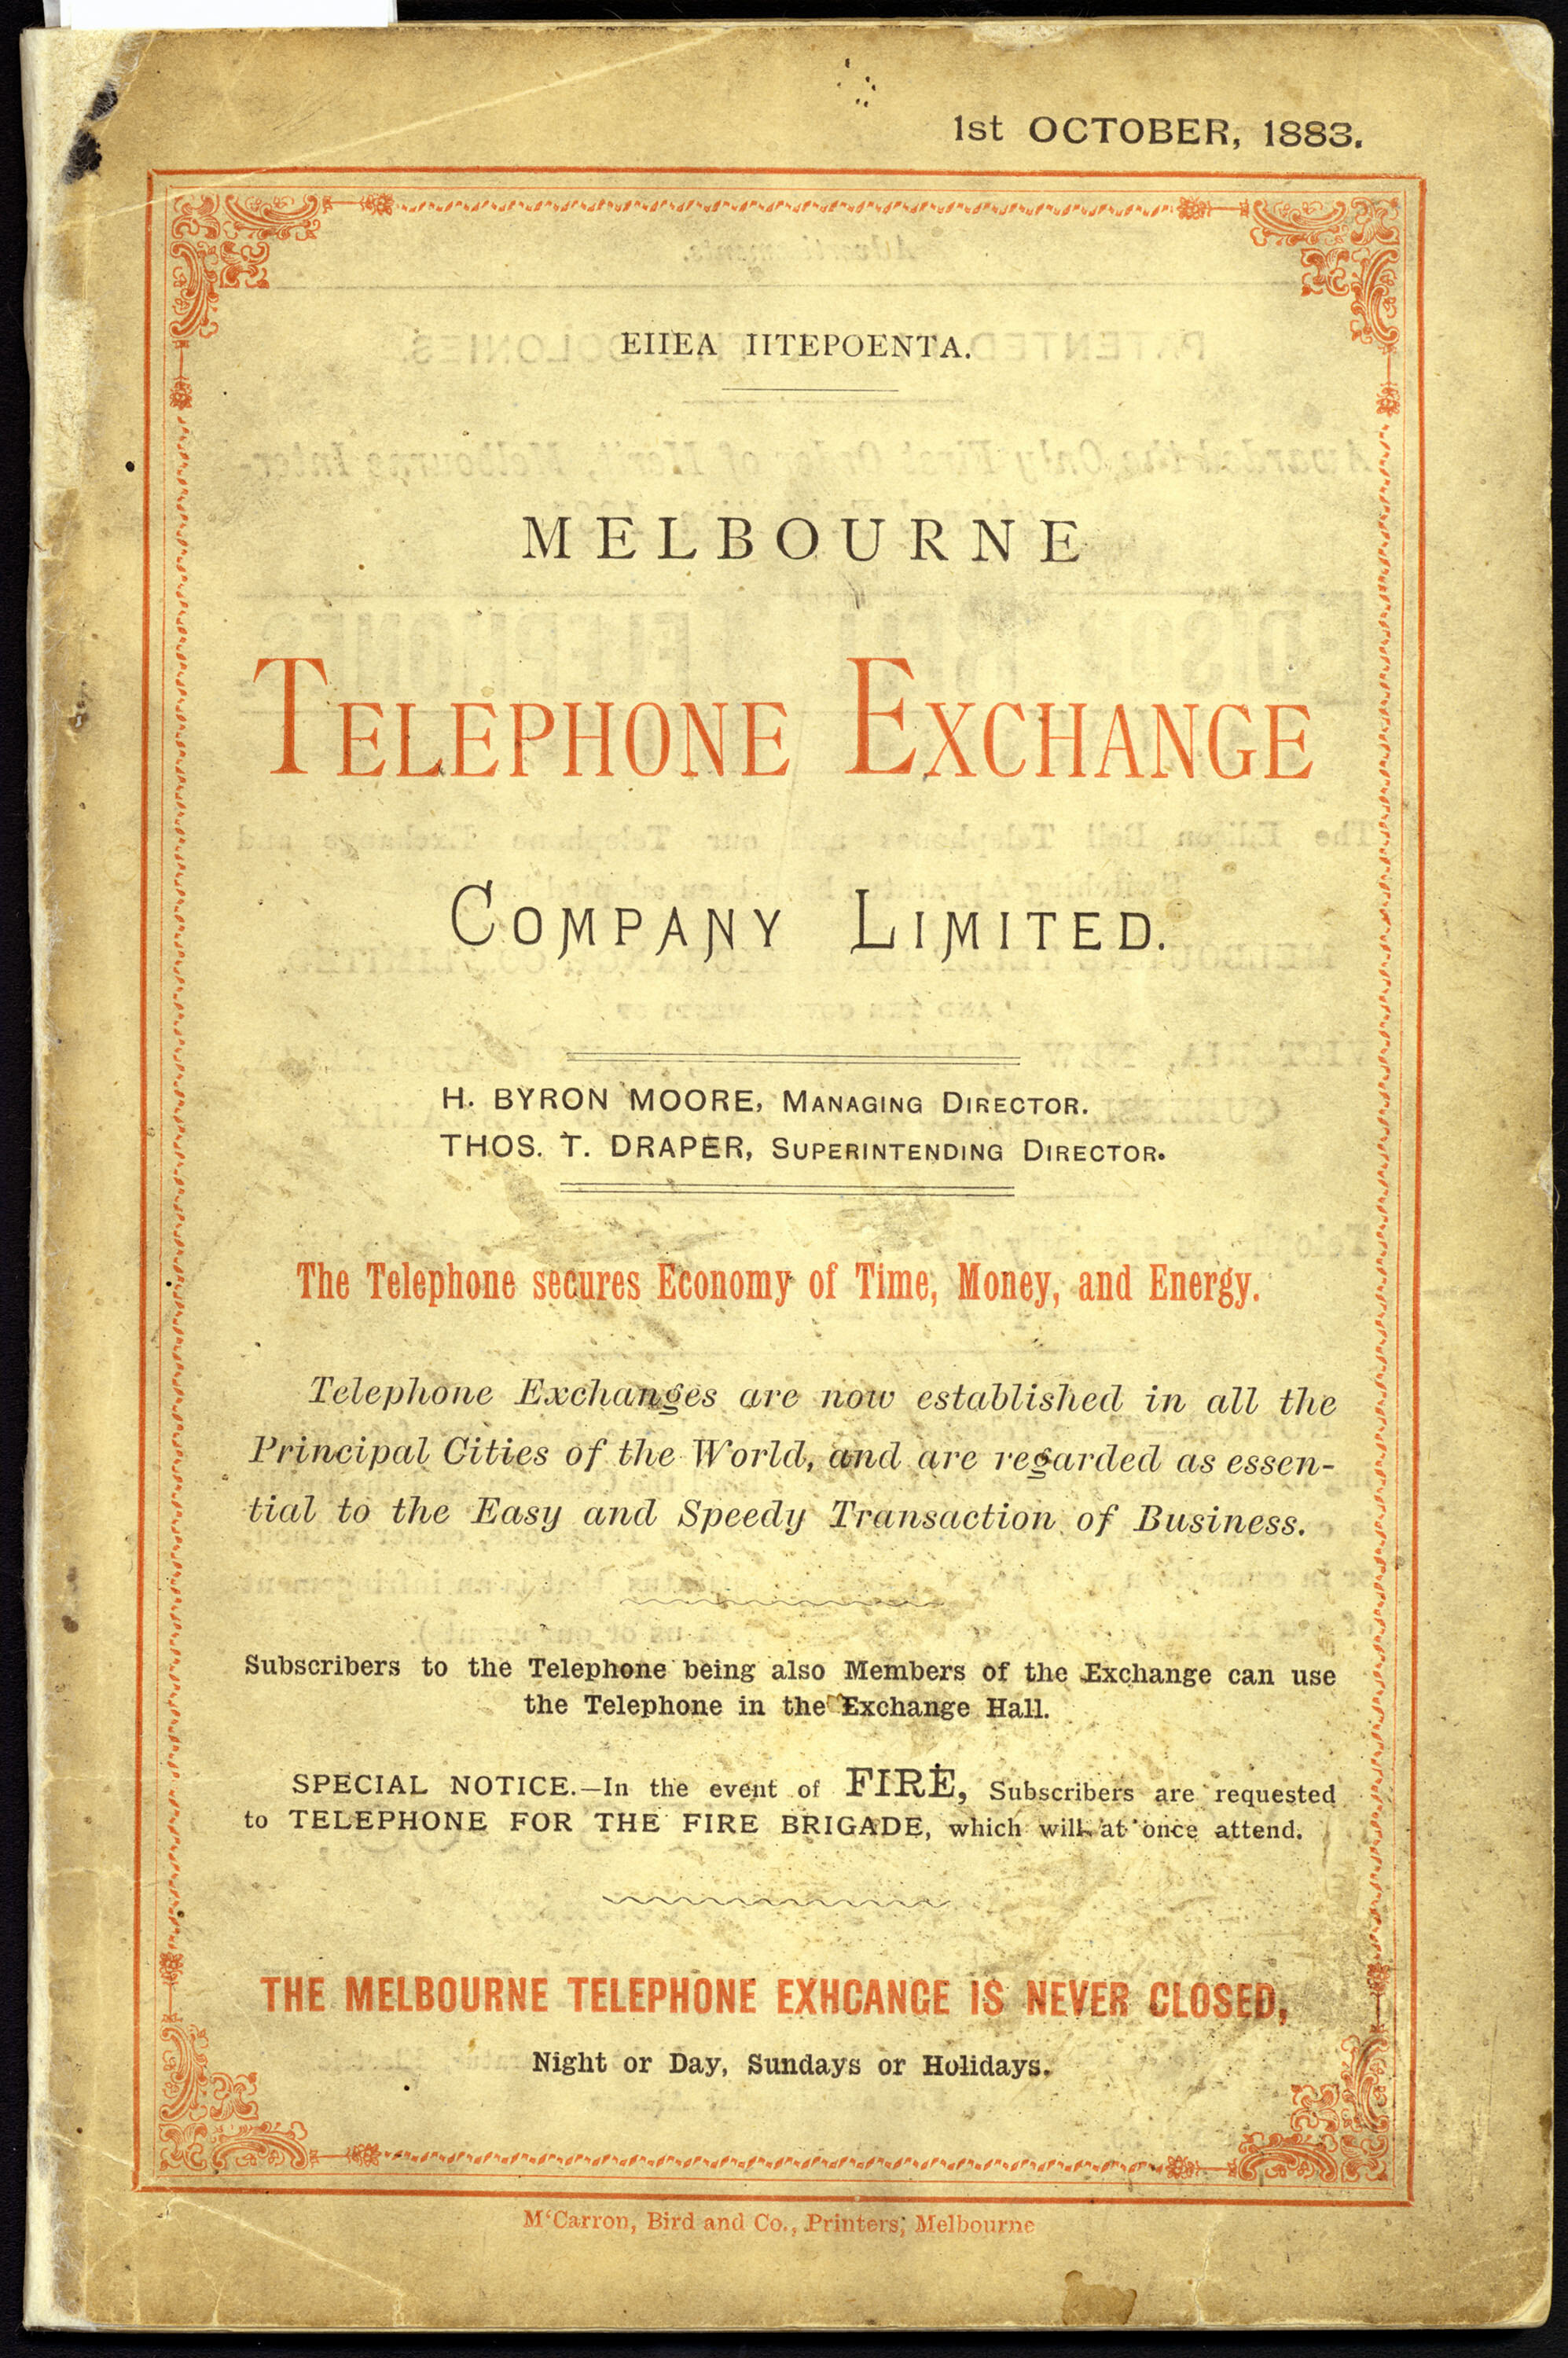 1st OCTOBER, 1883.
EIIEA IITEPOENTA.
MELBOURNE
TELEPHONE EXCHANGE
COMPANY LIMITED.
H. BYRON MOORE, MANAGING DIRECTOR.
THOS. T. DRAPER, SUPERINTENDING DIRECTOR.
The Telephone secures Economy of Time, Money, and Energy.
Telephone Exchanges are now established in all the
Principal Cities of the World, and are regarded as essen-
tial to the Easy and Speedy Transaction of Business.
Subscribers to the Telephone being also Members of the Exchange can use
the Telephone in the Exchange Hall.
SPECIAL NOTICE.—In the event of FIRE, Subscribers are requested
to TELEPHONE FOR THE FIRE BRIGADE, which will at once attend.
THE MELBOURNE TELEPHONE EXHCANGE IS NEVER CLOSED,
Night or Day, Sundays or Holidays.
M‘Carron, Bird and Co., Printers, Melbourne